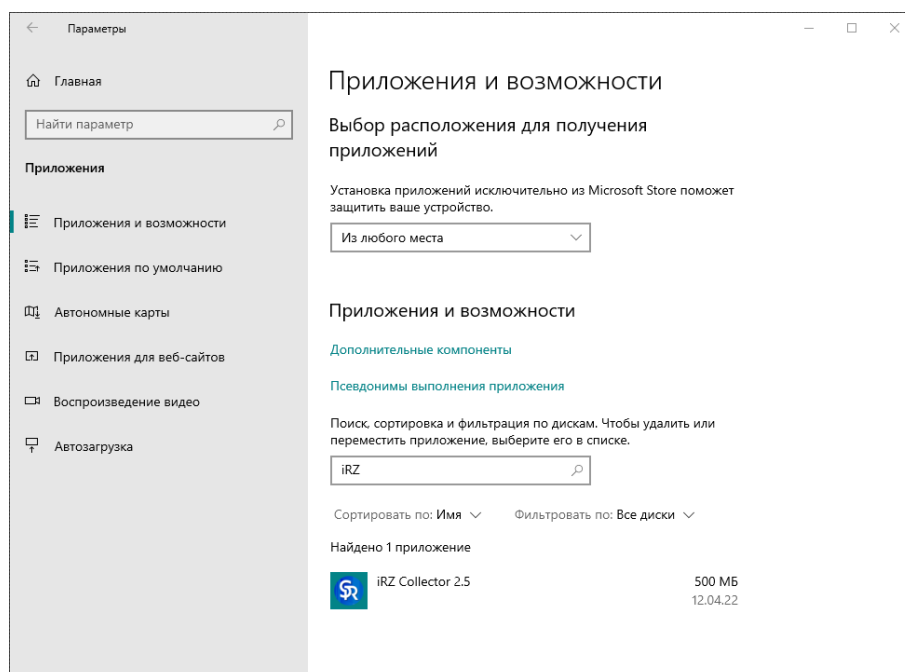 Параметры
Главная
Найти параметр
Приложения
Приложения и возможности
Приложения по умолчанию
Автономные карты
Приложения для веб-сайтов
Воспроизведение видео
Автозагрузка
Приложения и возможности
Выбор расположения для получения
приложений
Установка приложений исключительно из Microsoft Store поможет
защитить ваше устройство.
Из любого места
Приложения и возможности
Дополнительные компоненты
Псевдонимы выполнения приложения
Поиск, сортировка и фильтрация по дискам. Чтобы удалить или
переместить приложение, выберите его в списке.
iRZ
Сортировать по: Имя Фильтровать по: Все диски
Найдено 1 приложение
iRZ Collector 2.5 500 МБ
12.04.22